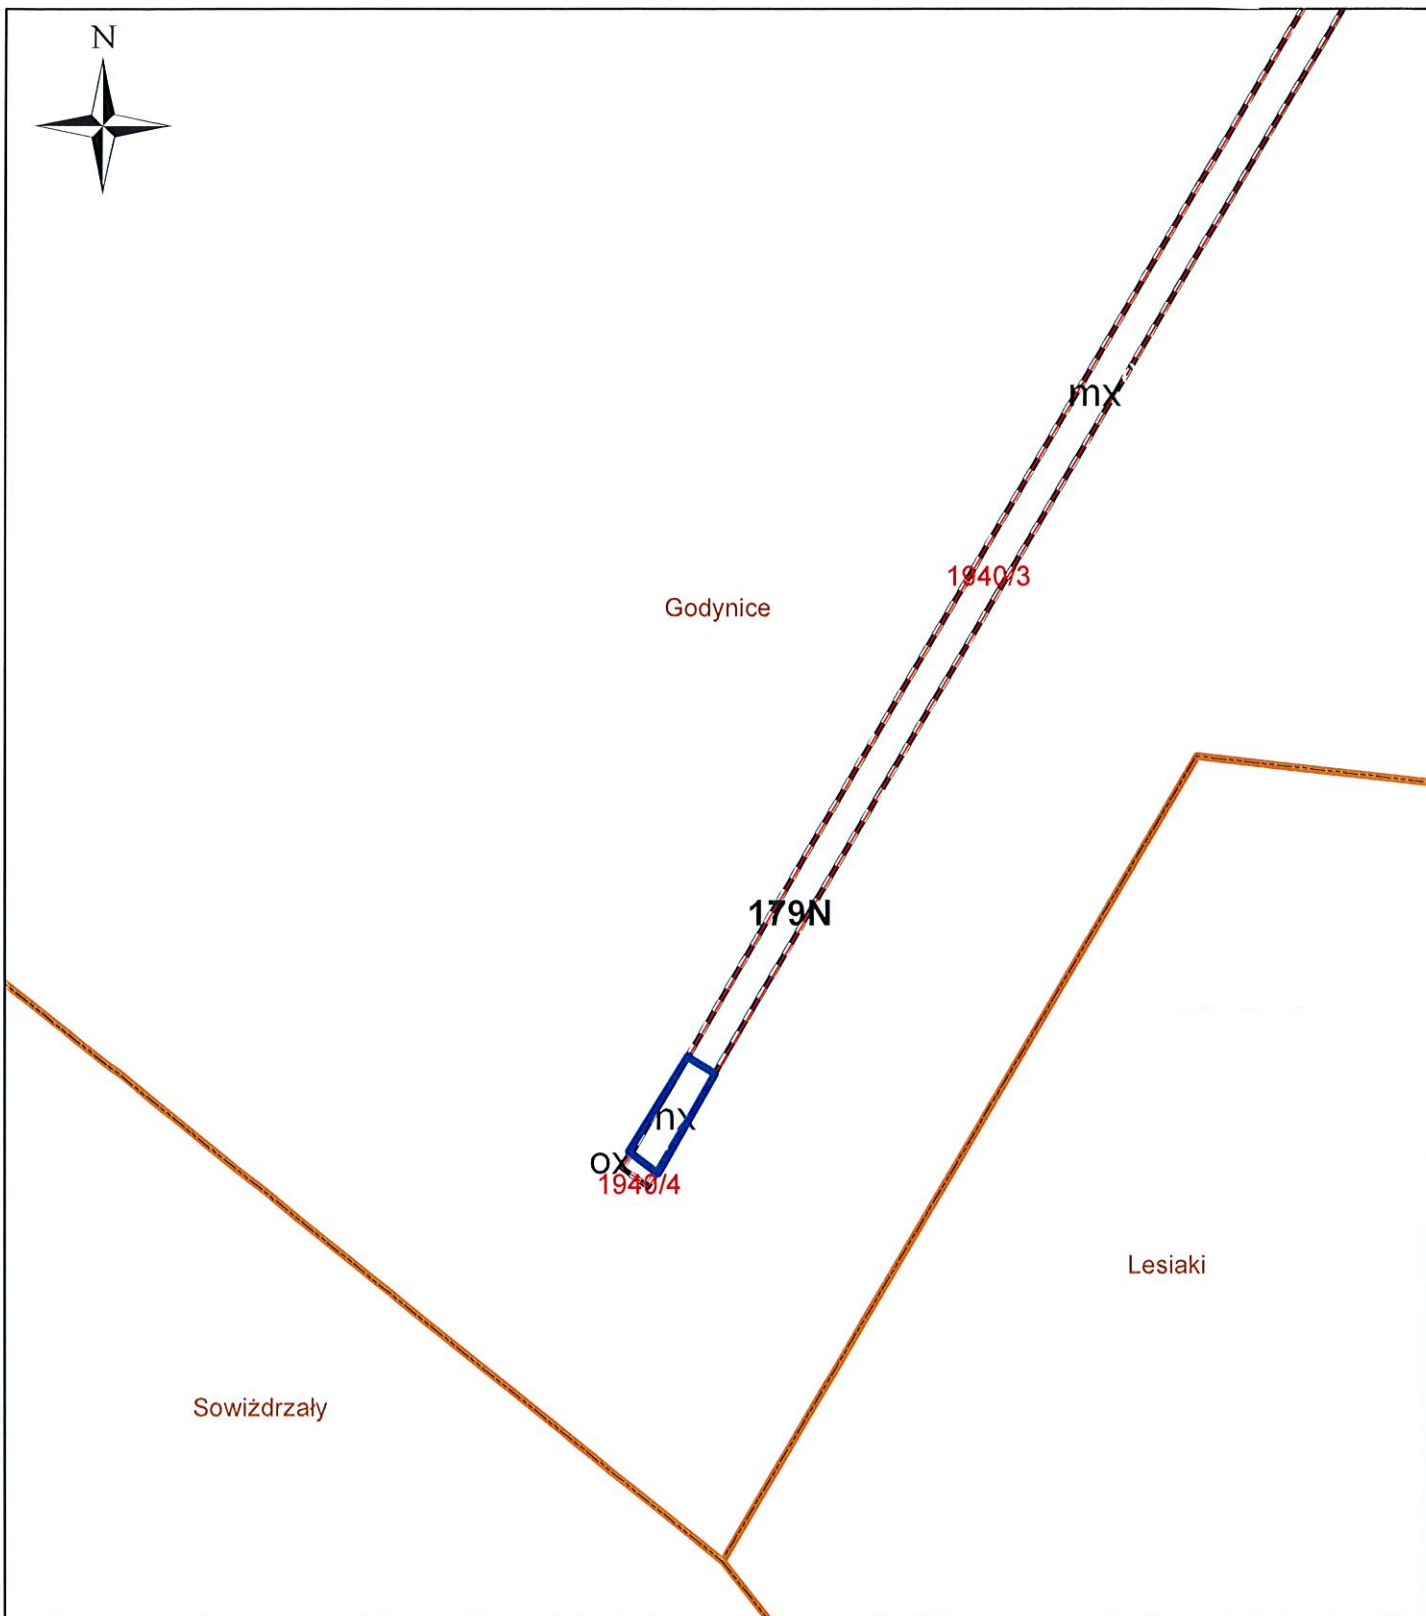 N
mx
1940/3
Godynice
179N
nx
ox
1940/4
Lesiaki
Sowiżdrzały